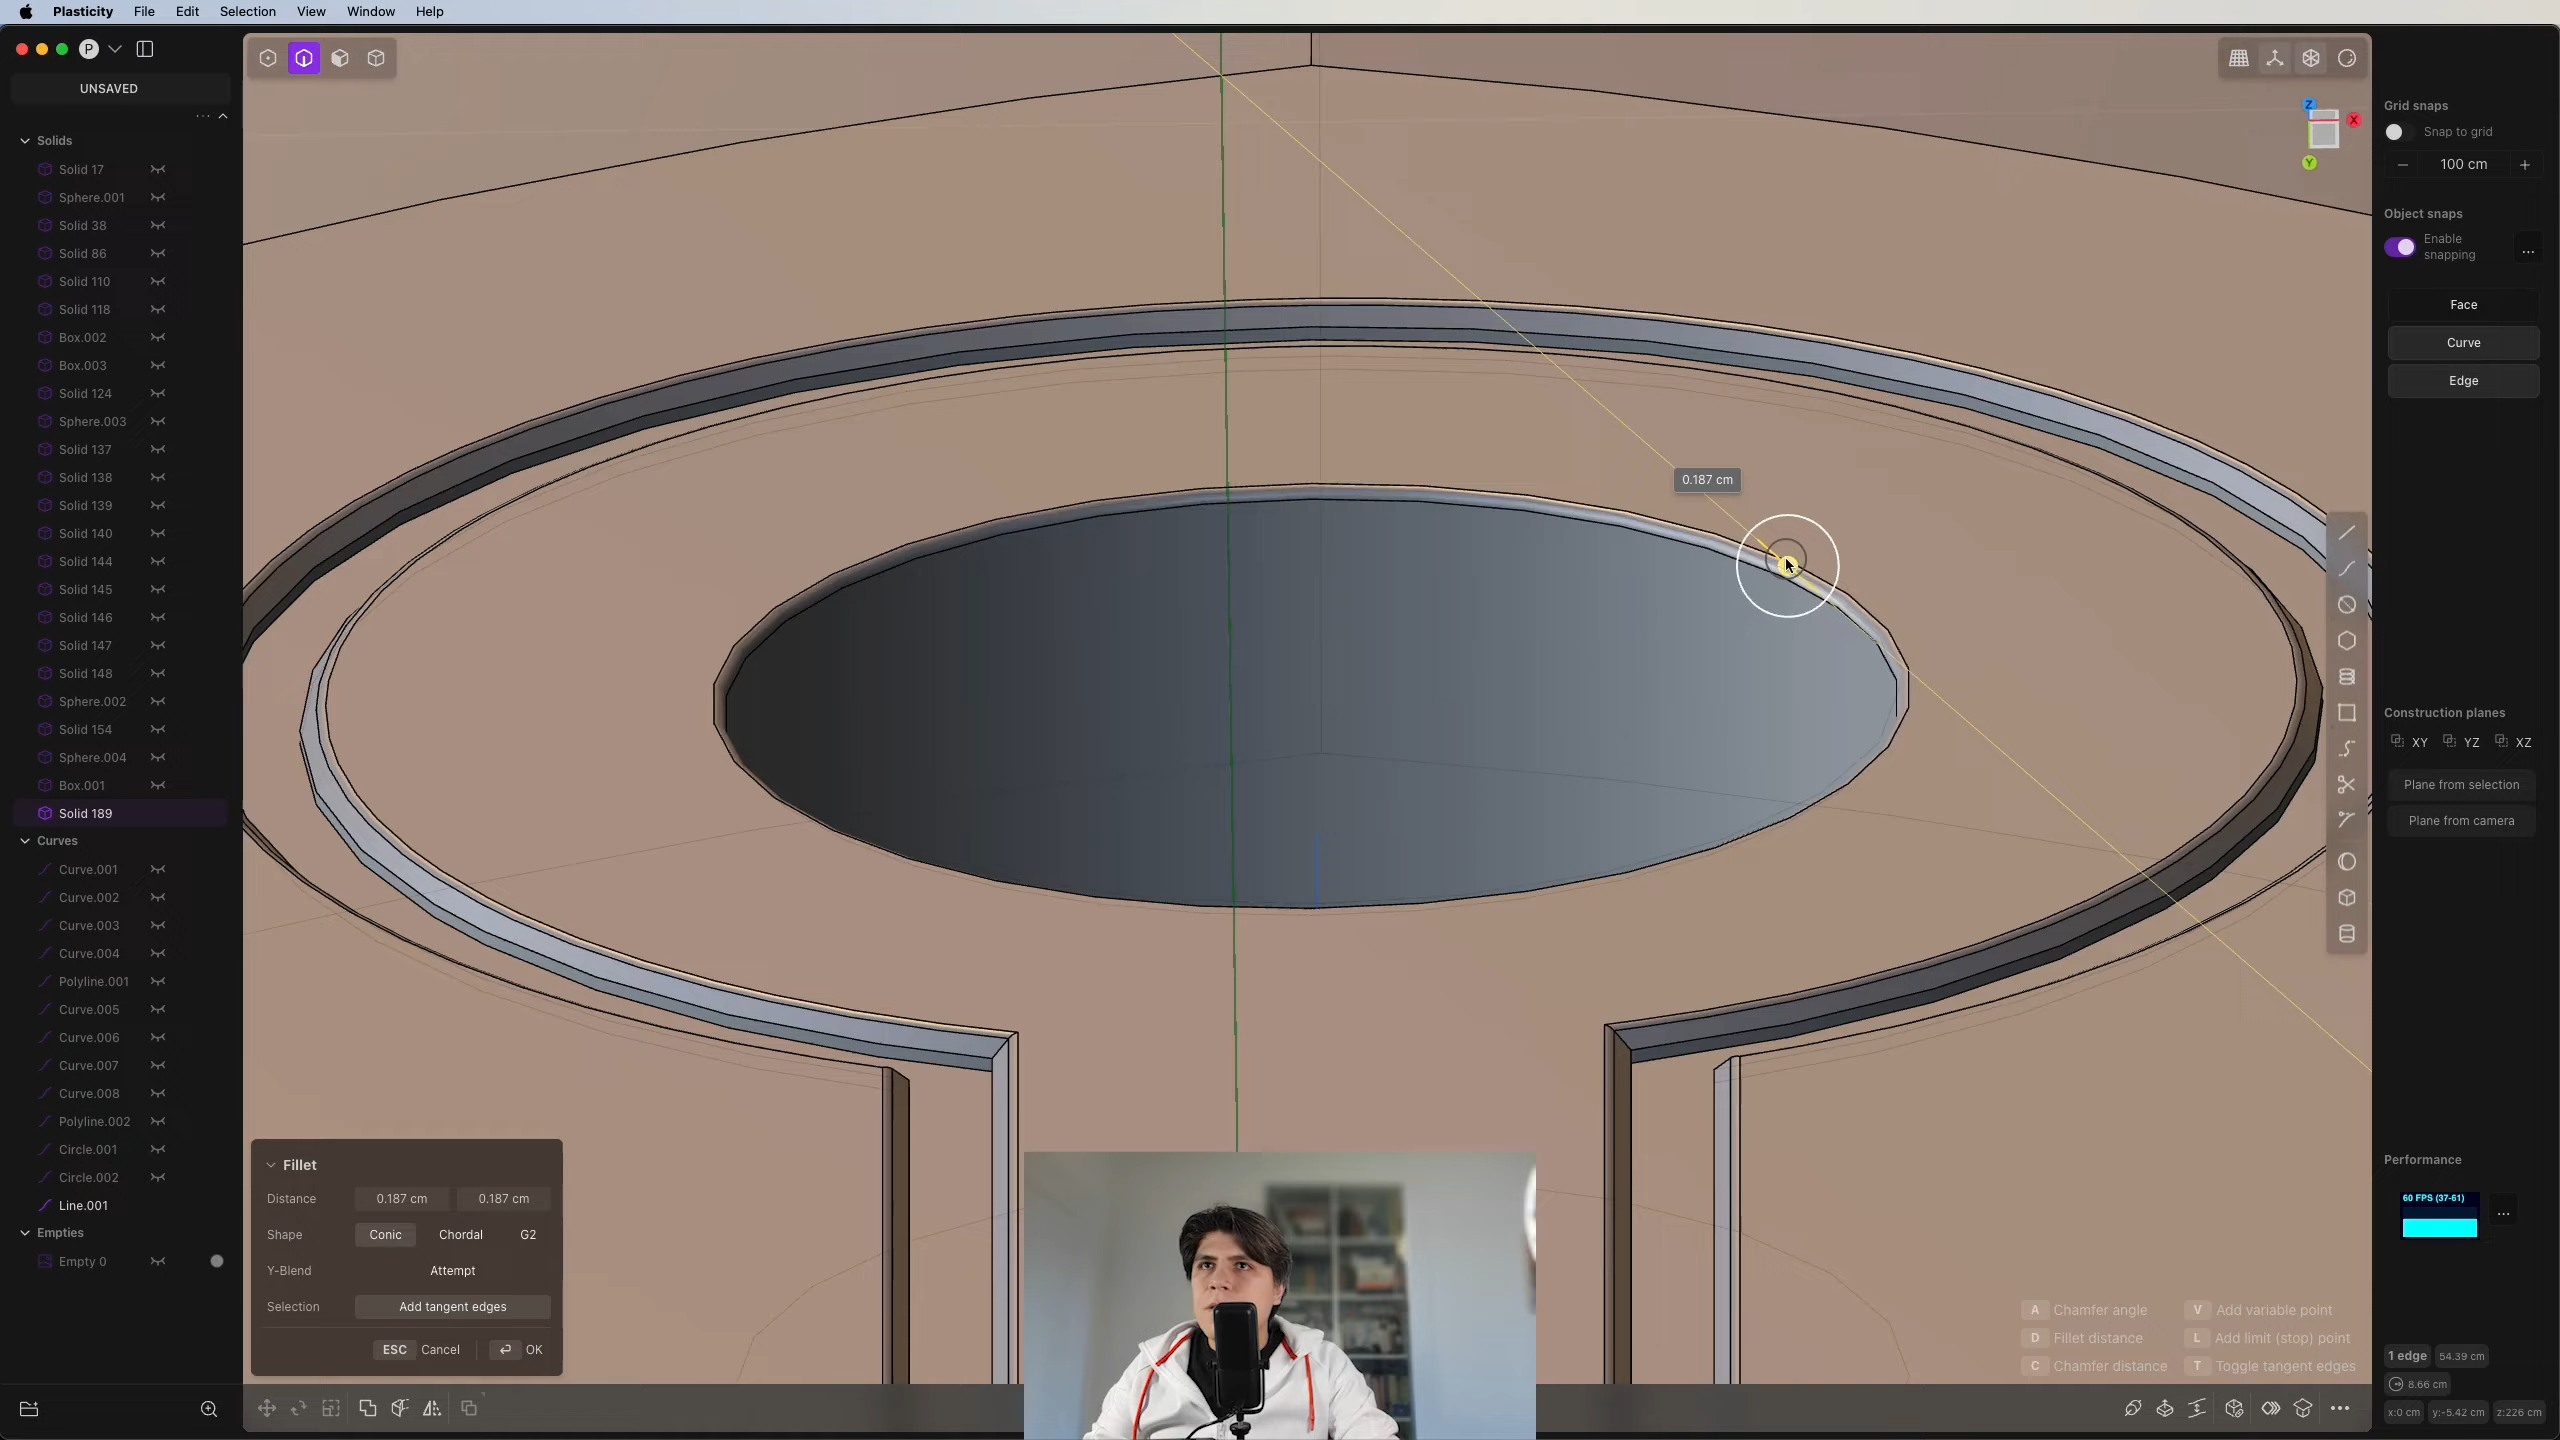 Plasticity File Edit Selection View Window Help
P
UNSAVED
Solids
Solid 17
Sphere.001
Solid 38
Solid 86
Solid 110
Solid 118
Box.002
Box.003
Solid 124
Sphere.003
Solid 137
Solid 138
Solid 139
Solid 140
Solid 144
Solid 145
Solid 146
Solid 147
Solid 148
Sphere.002
Solid 154
Sphere.004
Box.001
Solid 189
Curves
Curve.001
Curve.002
Curve.003
Curve.004
Polyline.001
Curve.005
Curve.006
Curve.007
Curve.008
Polyline.002
Circle.001
Circle.002
Line.001
Empties
Empty 0
0.187 cm
Fillet
Distance 0.187 cm 0.187 cm
Shape Conic Chordal G2
Y-Blend Attempt
Selection Add tangent edges
ESC Cancel OK
A Chamfer angle V Add variable point
D Fillet distance L Add limit (stop) point
C Chamfer distance T Toggle tangent edges
Z
X
Y
Grid snaps
Snap to grid
100 cm
Object snaps
Enable snapping
Face
Curve
Edge
Construction planes
XY YZ XZ
Plane from selection
Plane from camera
Performance
60 FPS (37-61)
1 edge 54.39 cm
8.66 cm
x:0 cm y:-5.42 cm z:226 cm